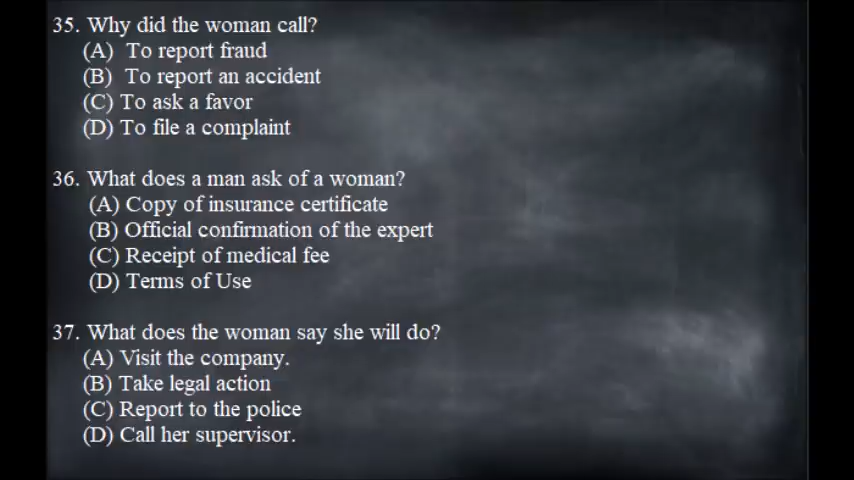 35. Why did the woman call?
(A) To report fraud
(B) To report an accident
(C) To ask a favor
(D) To file a complaint
36. What does a man ask of a woman?
(A) Copy of insurance certificate
(B) Official confirmation of the expert
(C) Receipt of medical fee
(D) Terms of Use
37. What does the woman say she will do?
(A) Visit the company.
(B) Take legal action
(C) Report to the police
(D) Call her supervisor.